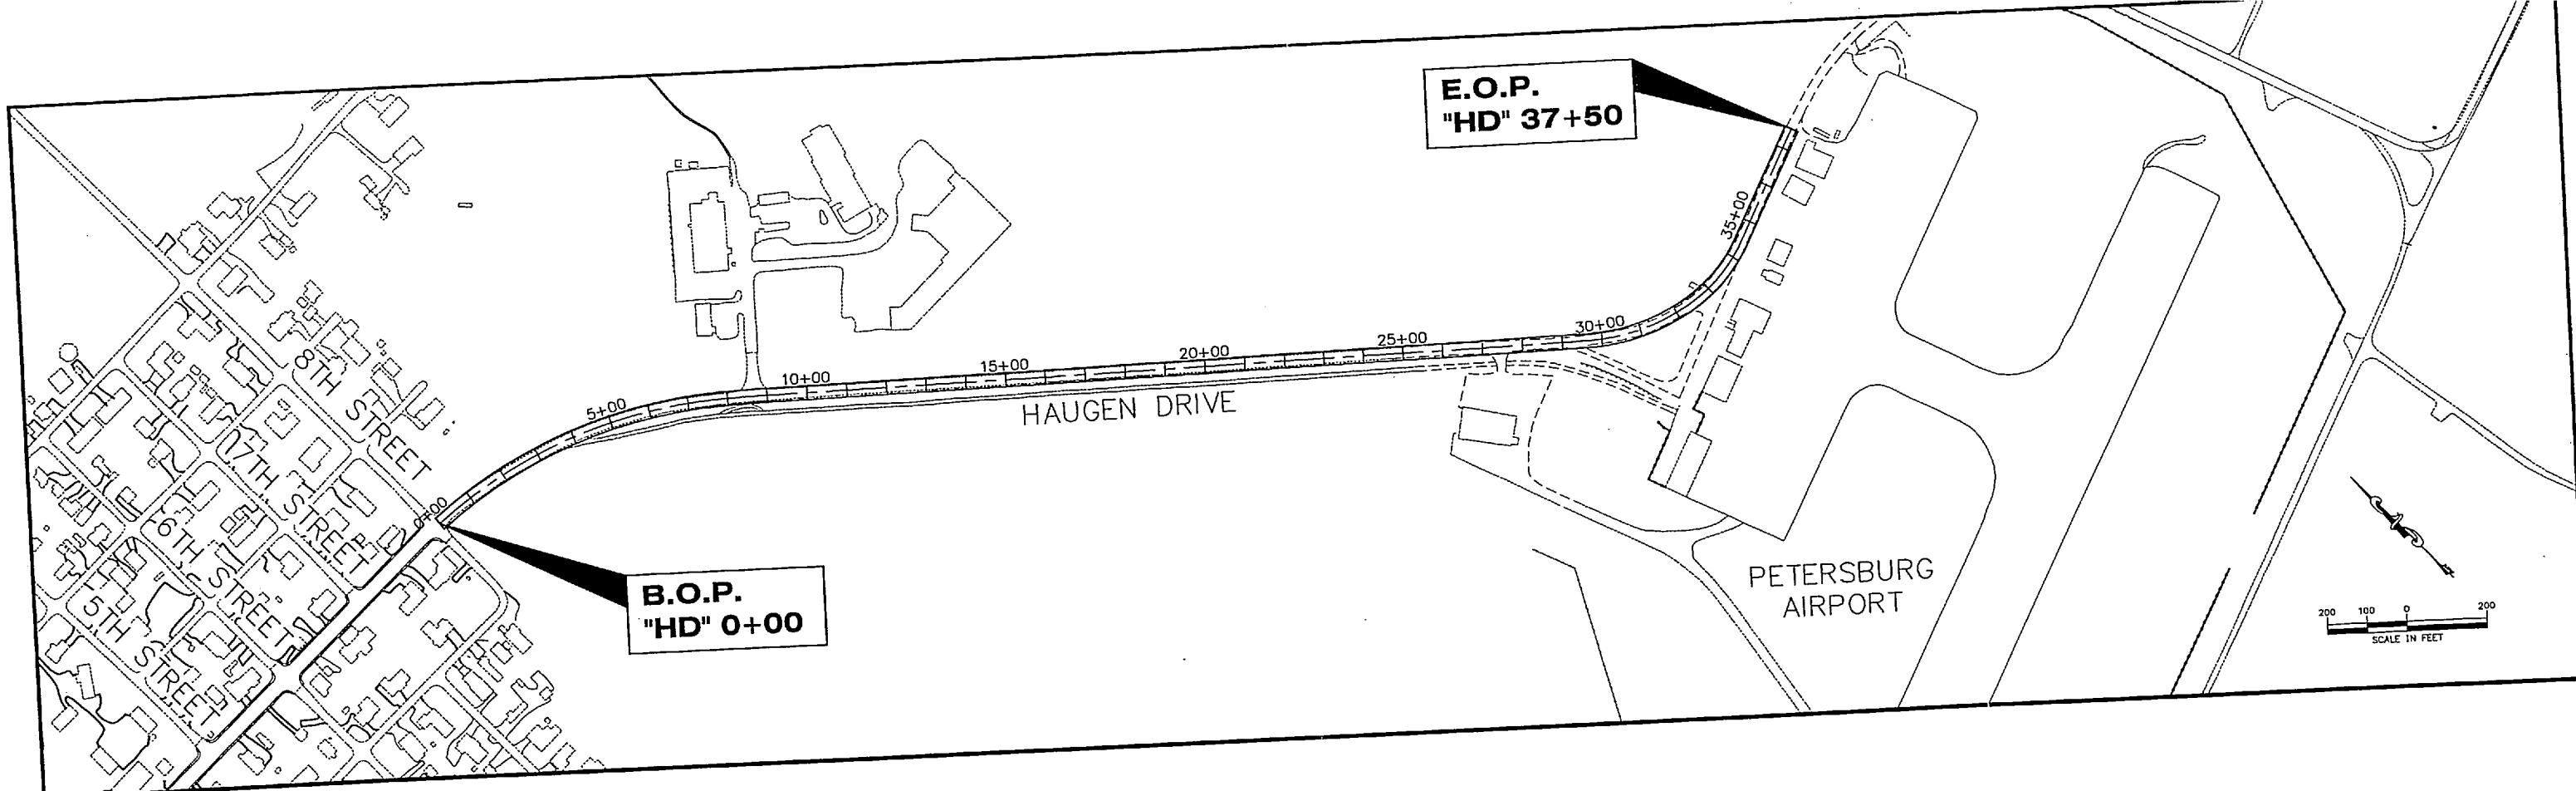 E.O.P.
"HD" 37+50
35+00
30+00
25+00
20+00
15+00
10+00
5+00
0+00
HAUGEN DRIVE
8TH STREET
7TH STREET
6TH STREET
5TH STREET
B.O.P.
"HD" 0+00
PETERSBURG
AIRPORT
200 100 0 200
SCALE IN FEET